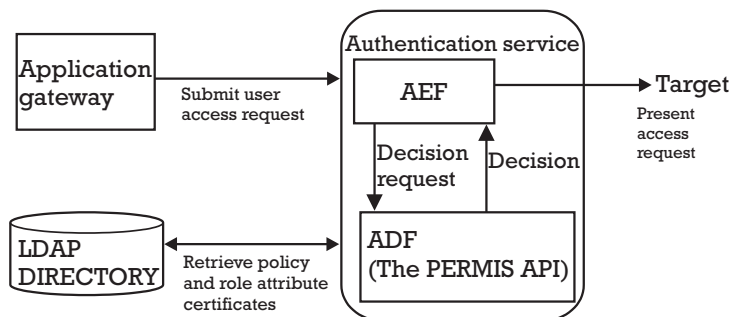 Authentication service
Application
gateway
Submit user
access request
AEF
Target
Present
access
request
Decision
request
Decision
LDAP
DIRECTORY
Retrieve policy
and role attribute
certificates
ADF
(The PERMIS API)